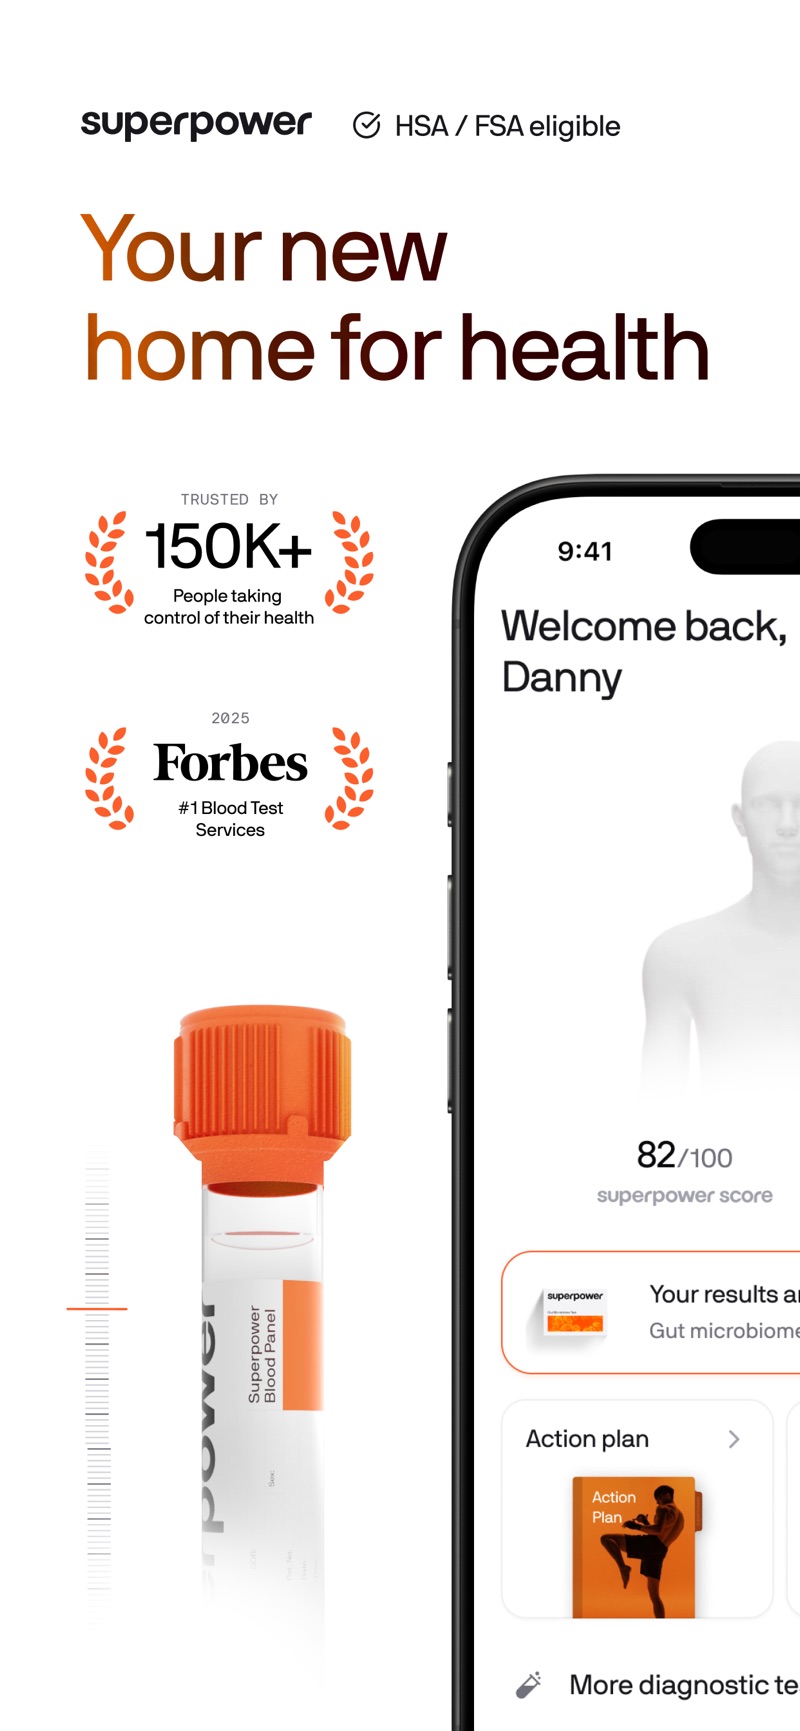 superpower
HSA / FSA eligible
Your new
home for health
TRUSTED BY
150K+
People taking
control of their health
2025
Forbes
#1 Blood Test
Services
Superpower
Blood Panel
Sex:
9:41
Welcome back,
Danny
82/100
superpower score
superpower
Your results
Gut microbiome
Action plan
Action
Plan
More diagnostic